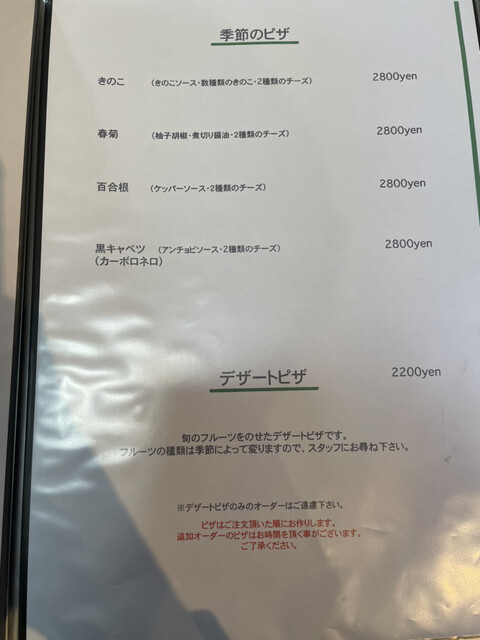 季節のピザ
きのこ (きのこソース・数種類のきのこ・2種類のチーズ) 2800yen
春菊 (柚子胡椒・煮切り醤油・2種類のチーズ) 2800yen
百合根 (ケッパーソース・2種類のチーズ) 2800yen
黒キャベツ (アンチョビソース・2種類のチーズ) 2800yen
(カーボロネロ)
デザートピザ 2200yen
旬のフルーツをのせたデザートピザです。
フルーツの種類は季節によって変りますので、スタッフにお尋ね下さい。
※デザートピザのみのオーダーはご遠慮下さい。
ピザはご注文頂いた順にお作りします。
追加オーダーのピザはお時間を頂く事がございます。
ご了承ください。